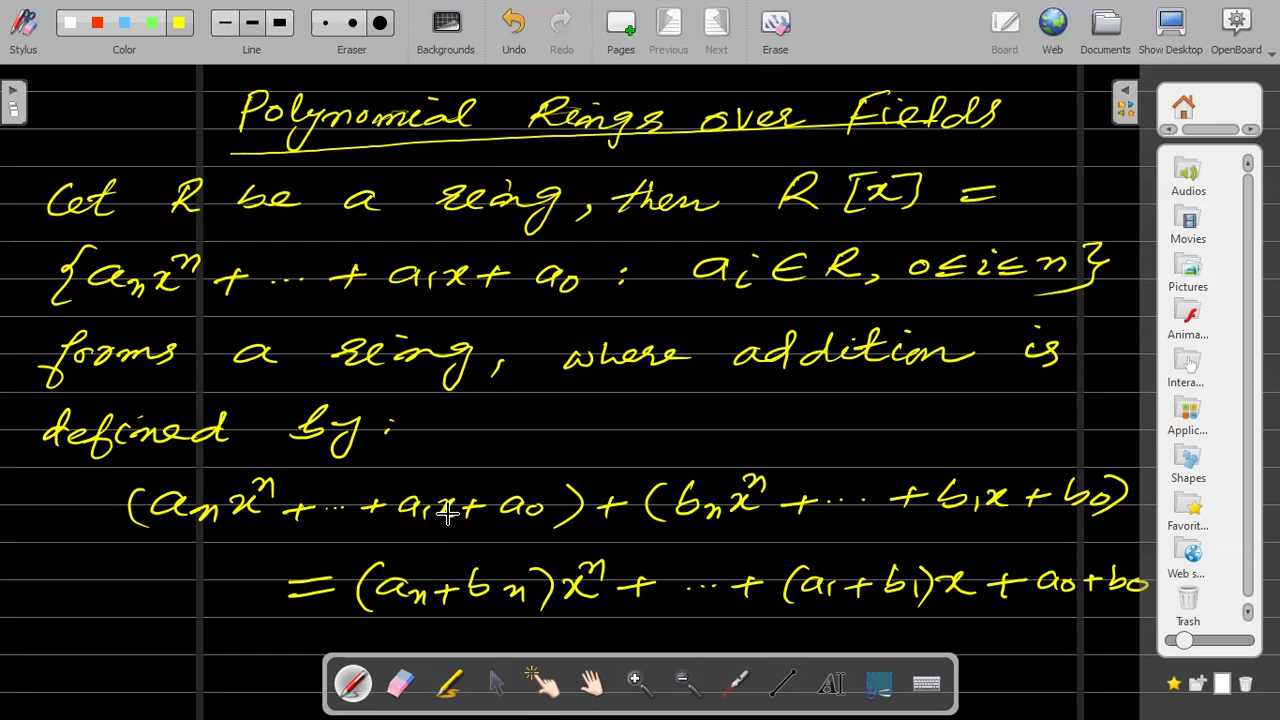 Stylus Color Line Eraser Backgrounds Undo Redo Pages Previous Next Erase Board Web Documents Show Desktop OpenBoard
Polynomial Rings over Fields
Let R be a ring, then R [x] =
{aₙxⁿ + ... + a₁x + a₀ : aᵢ ∈ R, 0≤i≤n}
forms a ring, where addition is
defined by :
(aₙxⁿ + ... + a₁x + a₀) + (bₙxⁿ + ... + b₁x + b₀)
= (aₙ+bₙ)xⁿ + ... + (a₁+b₁)x + a₀+b₀
Audios
Movies
Pictures
Anima...
Intera...
Applic...
Shapes
Favorit...
Web s...
Trash